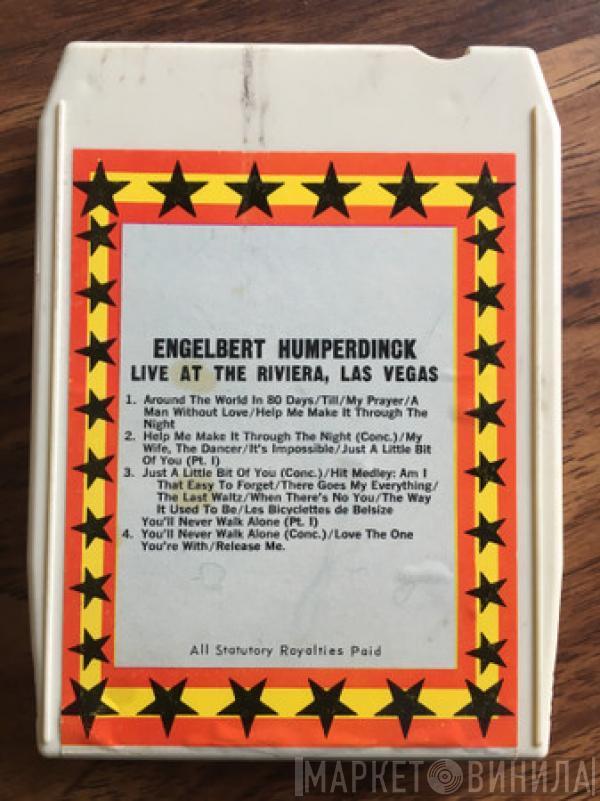 ENGELBERT HUMPERDINCK
LIVE AT THE RIVIERA, LAS VEGAS
1. Around The World In 80 Days/Till/My Prayer/A
Man Without Love/Help Me Make It Through The
Night
2. Help Me Make It Through The Night (Conc.)/My
Wife, The Dancer/It's Impossible/Just A Little Bit
Of You (Pt. I)
3. Just A Little Bit Of You (Conc.)/Hit Medley: Am I
That Easy To Forget/There Goes My Everything/
The Last Waltz/When There's No You/The Way
It Used To Be/Les Bicyclettes de Belsize
You'll Never Walk Alone (Pt. I)
4. You'll Never Walk Alone (Conc.)/Love The One
You're With/Release Me.
All Statutory Royalties Paid
МАРКЕТ ВИНИЛА